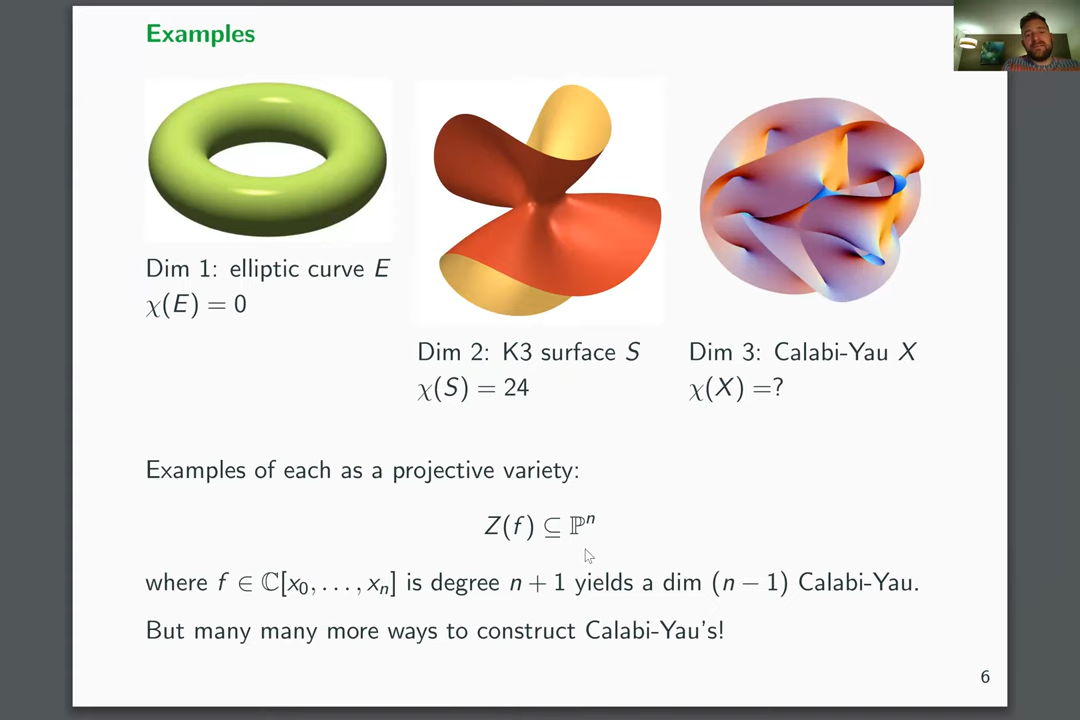 Examples
Dim 1: elliptic curve E
χ(E) = 0
Dim 2: K3 surface S
χ(S) = 24
Dim 3: Calabi-Yau X
χ(X) =?
Examples of each as a projective variety:
Z(f) ⊆ ℙⁿ
where f ∈ ℂ[x₀, . . . , xₙ] is degree n + 1 yields a dim (n − 1) Calabi-Yau.
But many many more ways to construct Calabi-Yau's!
6